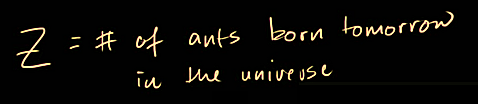 Z = # of ants born tomorrow
in the universe